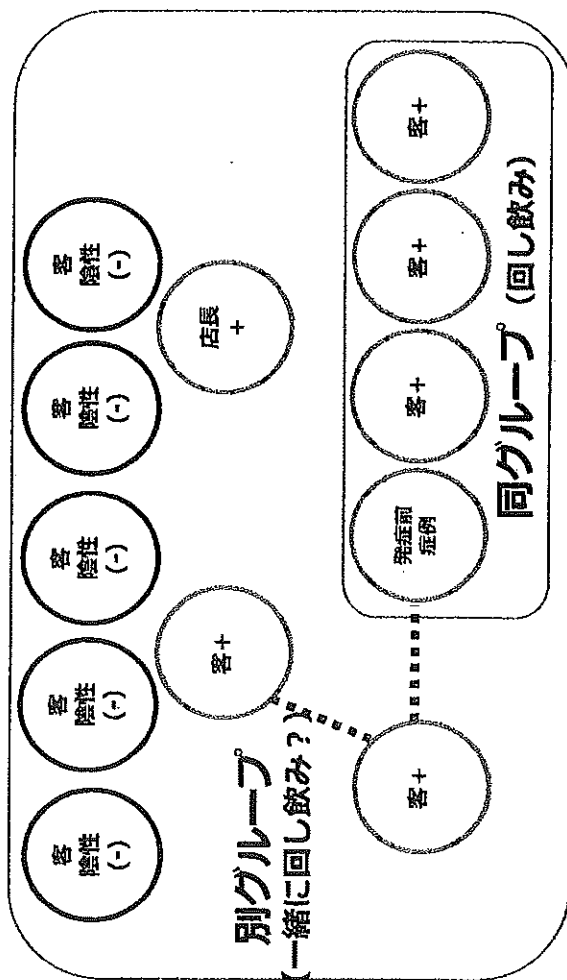 客
陰性
(-)
客
陰性
(-)
客
陰性
(-)
客
陰性
(-)
客
陰性
(-)
客+
店長
+
別グループ
(一緒に回し飲み?)
客+
発症前
症例
客+
客+
客+
同グループ (回し飲み)